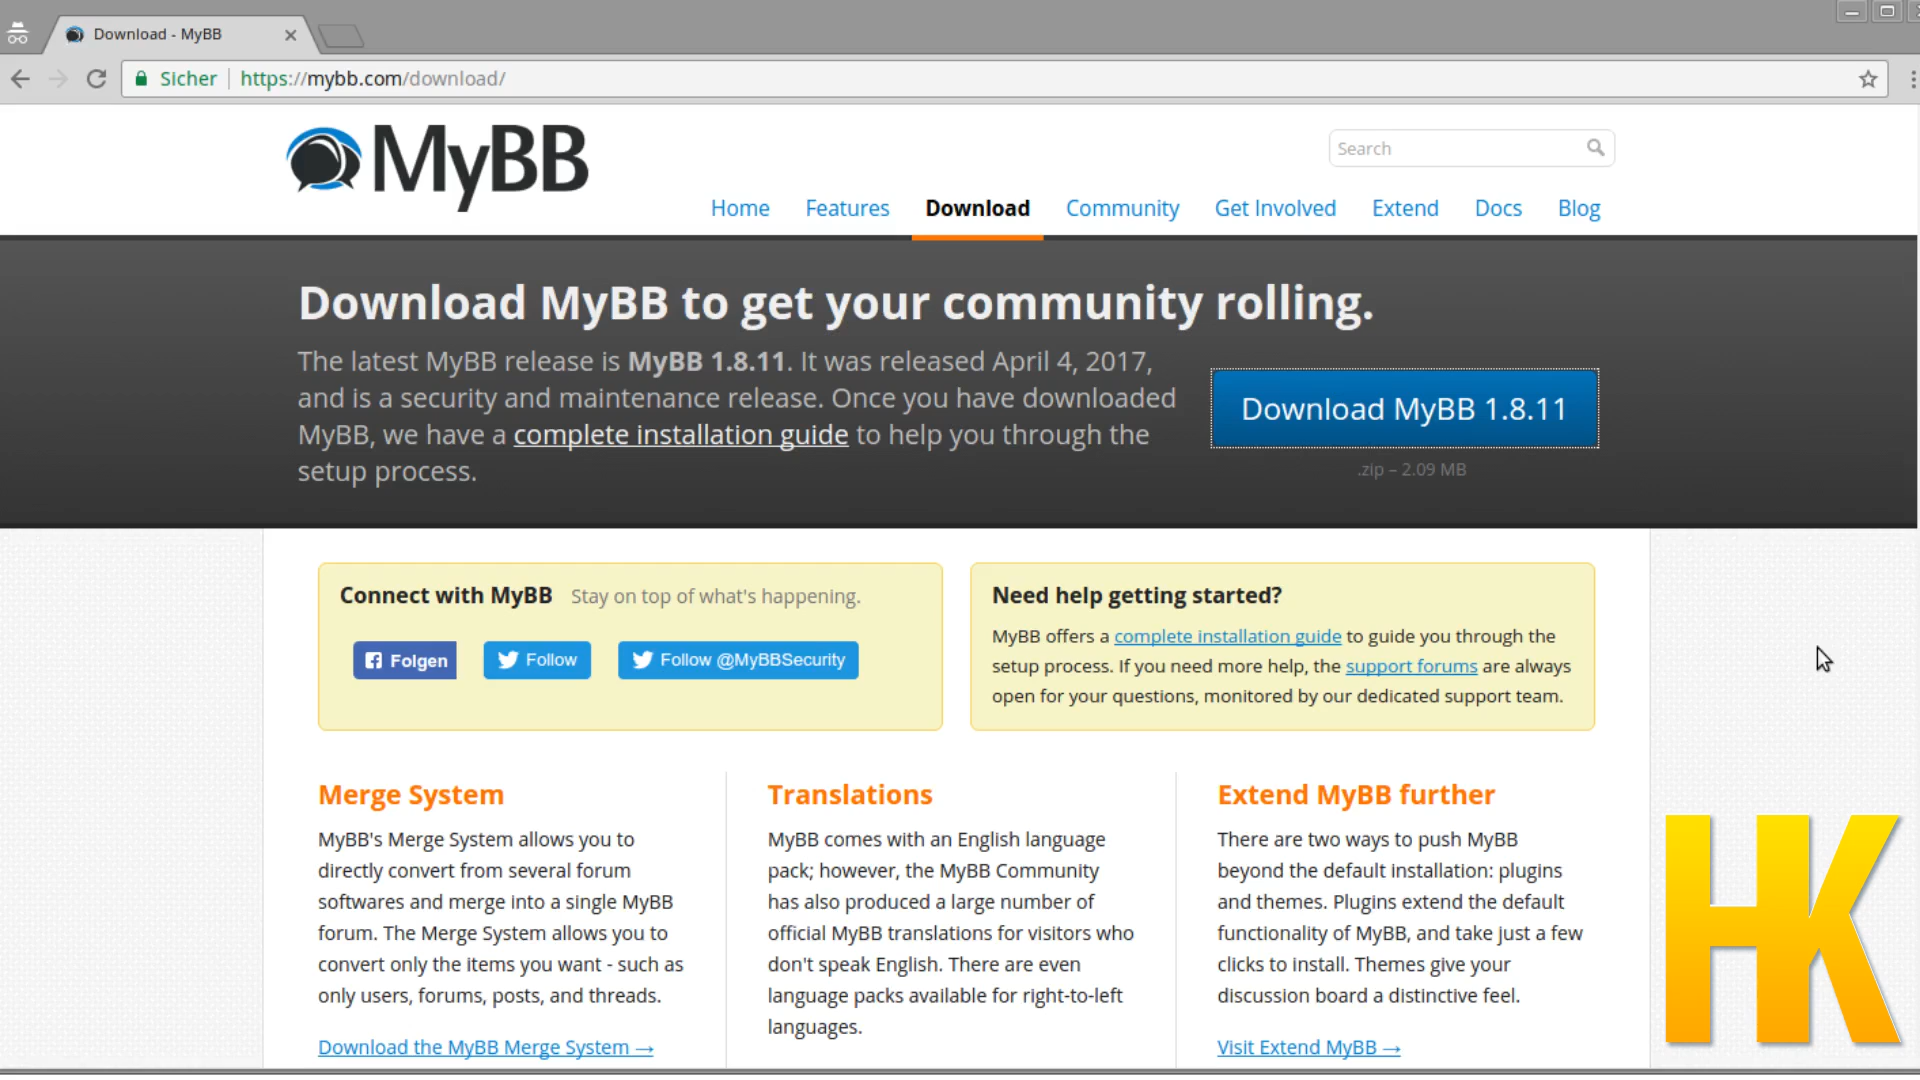 Download - MyBB
Sicher https://mybb.com/download/
MyBB
Search
Home Features Download Community Get Involved Extend Docs Blog
Download MyBB to get your community rolling.
The latest MyBB release is MyBB 1.8.11. It was released April 4, 2017,
and is a security and maintenance release. Once you have downloaded
MyBB, we have a complete installation guide to help you through the
setup process.
Download MyBB 1.8.11
.zip – 2.09 MB
Connect with MyBB Stay on top of what's happening.
Folgen Follow Follow @MyBBSecurity
Need help getting started?
MyBB offers a complete installation guide to guide you through the
setup process. If you need more help, the support forums are always
open for your questions, monitored by our dedicated support team.
Merge System
MyBB's Merge System allows you to
directly convert from several forum
softwares and merge into a single MyBB
forum. The Merge System allows you to
convert only the items you want - such as
only users, forums, posts, and threads.
Download the MyBB Merge System →
Translations
MyBB comes with an English language
pack; however, the MyBB Community
has also produced a large number of
official MyBB translations for visitors who
don't speak English. There are even
language packs available for right-to-left
languages.
Extend MyBB further
There are two ways to push MyBB
beyond the default installation: plugins
and themes. Plugins extend the default
functionality of MyBB, and take just a few
clicks to install. Themes give your
discussion board a distinctive feel.
Visit Extend MyBB →
HK